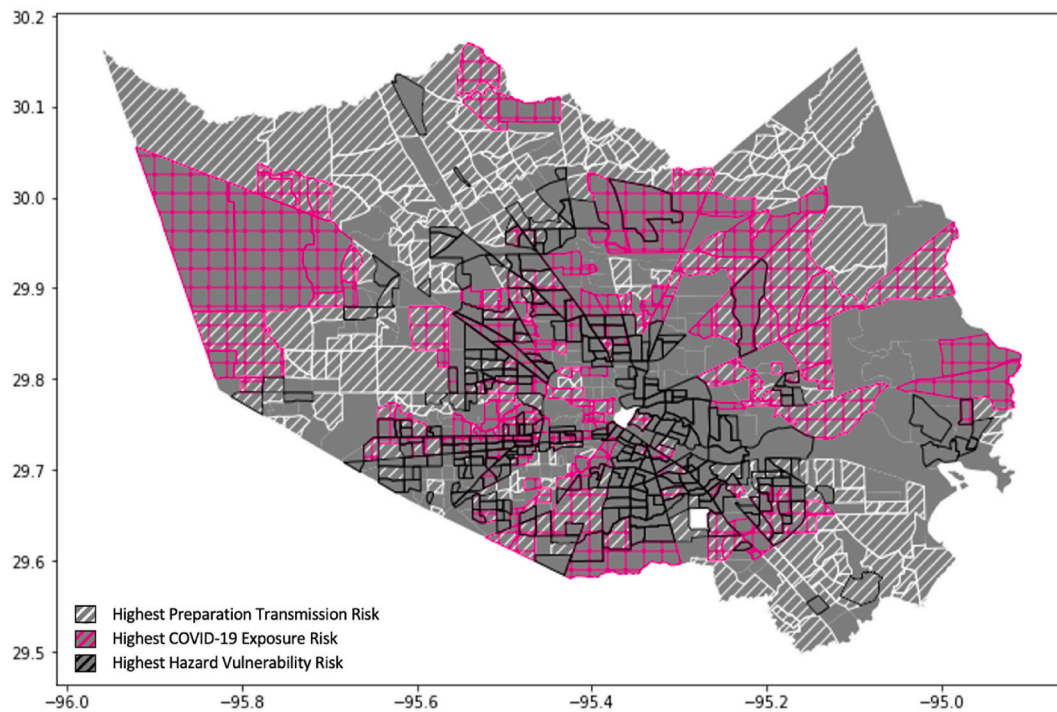 30.2
30.1
30.0
29.9
29.8
29.7
29.6
29.5
Highest Preparation Transmission Risk
Highest COVID-19 Exposure Risk
Highest Hazard Vulnerability Risk
−96.0 −95.8 −95.6 −95.4 −95.2 −95.0